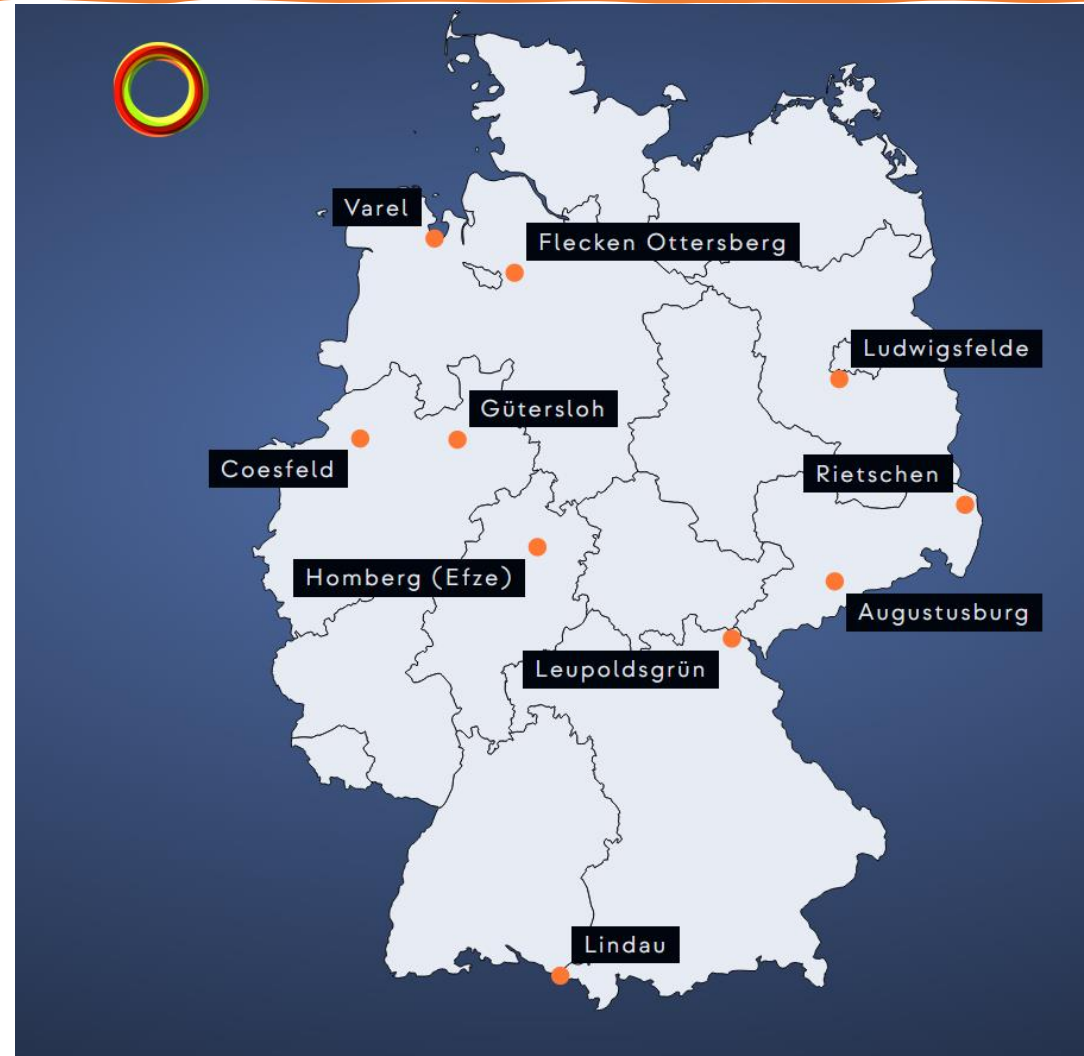 Varel
Flecken Ottersberg
Ludwigsfelde
Gütersloh
Coesfeld
Rietschen
Homberg (Efze)
Augustusburg
Leupoldsgrün
Lindau